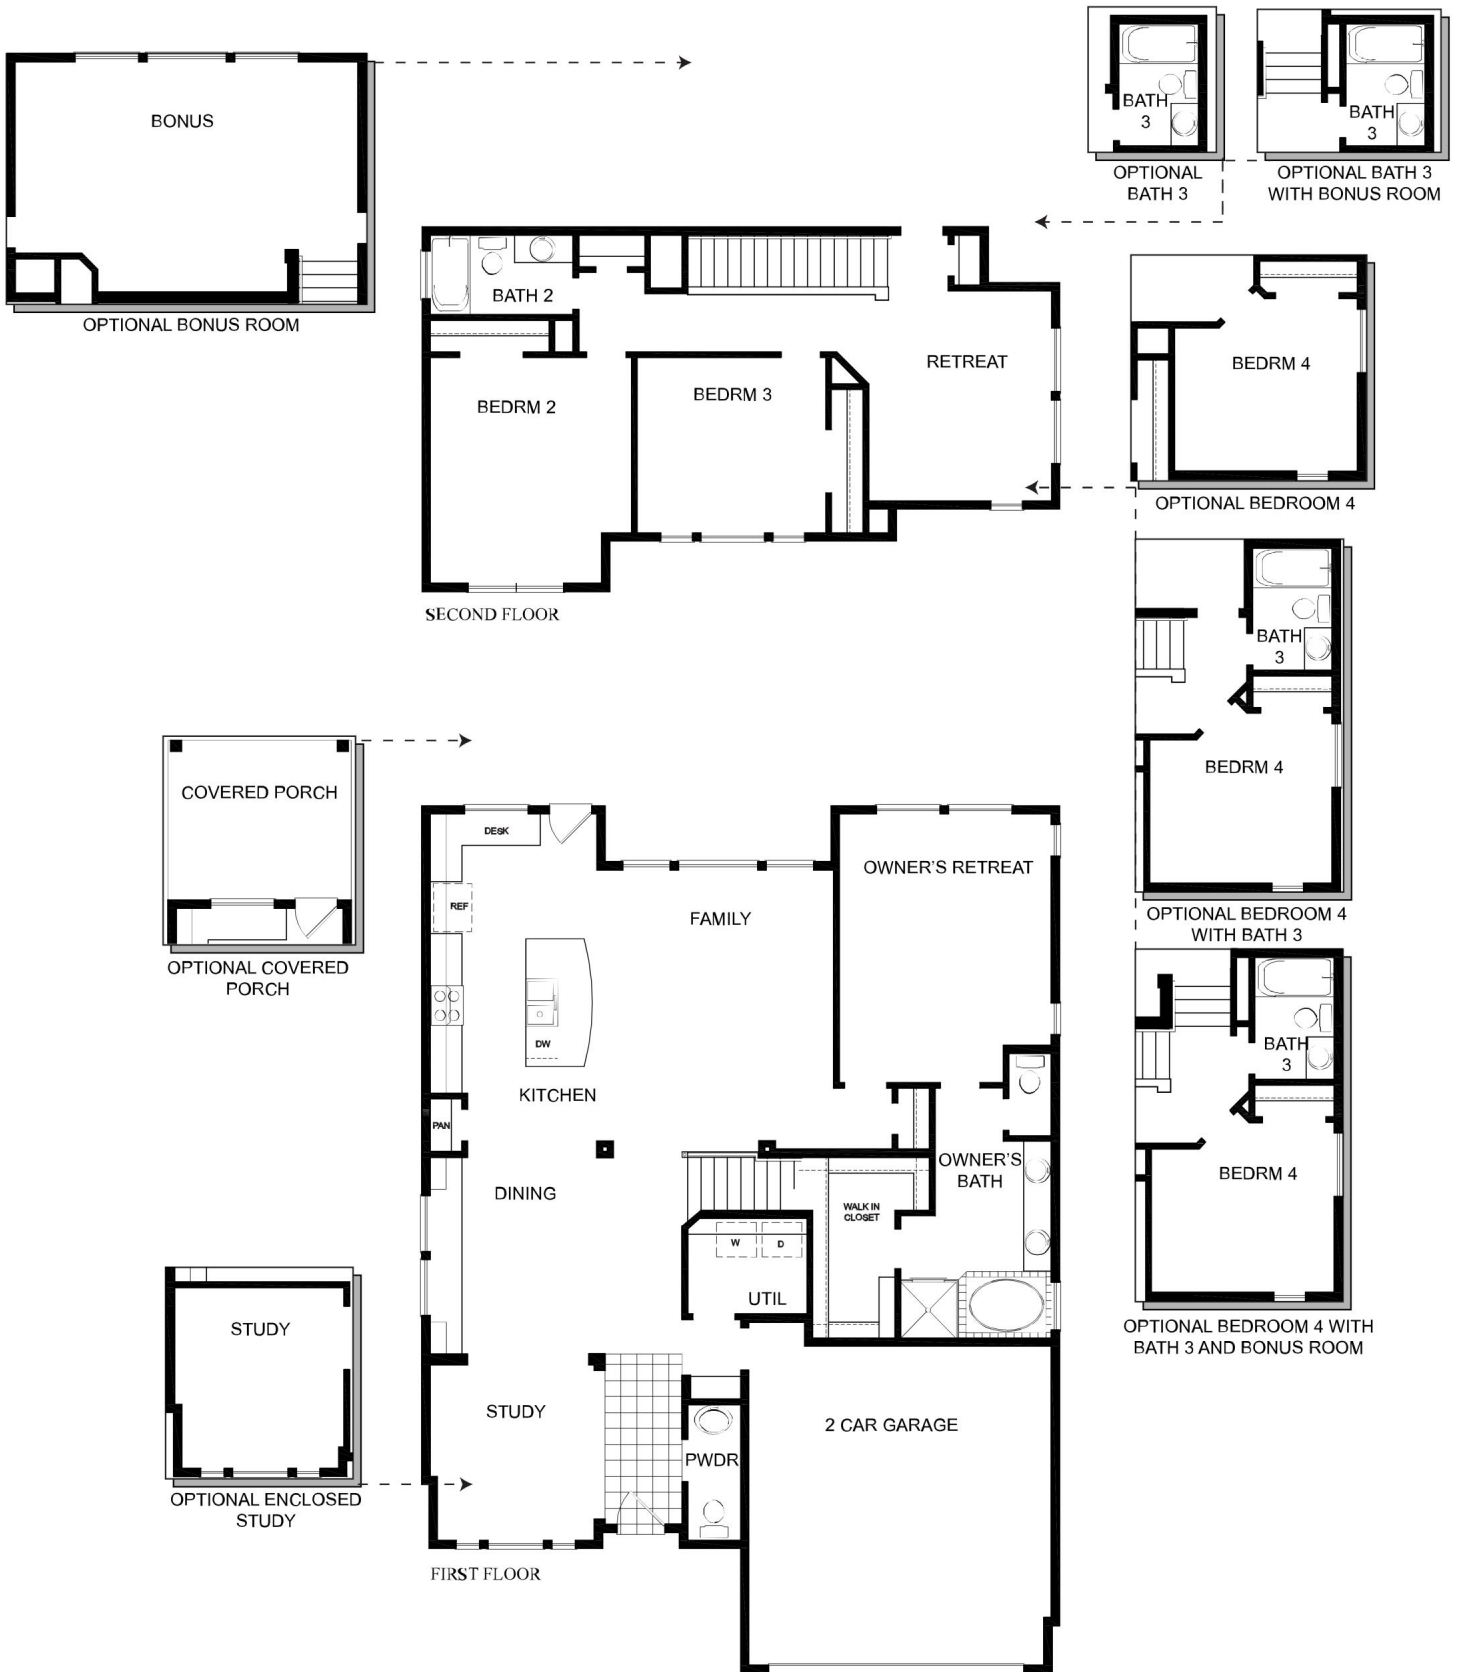 BONUS
OPTIONAL BONUS ROOM
BATH
3
OPTIONAL
BATH 3
BATH
3
OPTIONAL BATH 3
WITH BONUS ROOM
BATH 2
BEDRM 2
BEDRM 3
RETREAT
SECOND FLOOR
BEDRM 4
OPTIONAL BEDROOM 4
BATH
3
BEDRM 4
OPTIONAL BEDROOM 4
WITH BATH 3
BATH
3
BEDRM 4
OPTIONAL BEDROOM 4 WITH
BATH 3 AND BONUS ROOM
COVERED PORCH
OPTIONAL COVERED
PORCH
STUDY
OPTIONAL ENCLOSED
STUDY
DESK
REF
FAMILY
OWNER'S RETREAT
DW
KITCHEN
PAN
DINING
OWNER'S
BATH
WALK IN
CLOSET
W
D
UTIL
STUDY
PWDR
2 CAR GARAGE
FIRST FLOOR